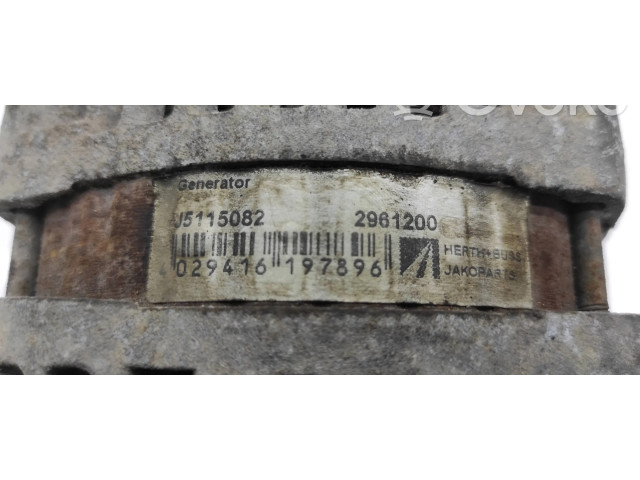 Generator
J5115082 2961200
029416 197896
HERTH+BUSS
JAKOPARTS